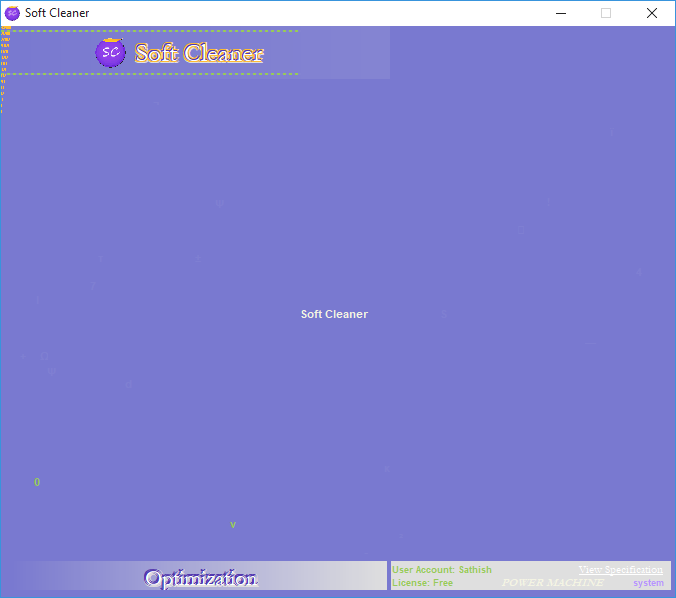 Soft Cleaner
SC Soft Cleaner
Soft Cleaner
0
v
Optimization
User Account: Sathish View Specification
License: Free POWER MACHINE system